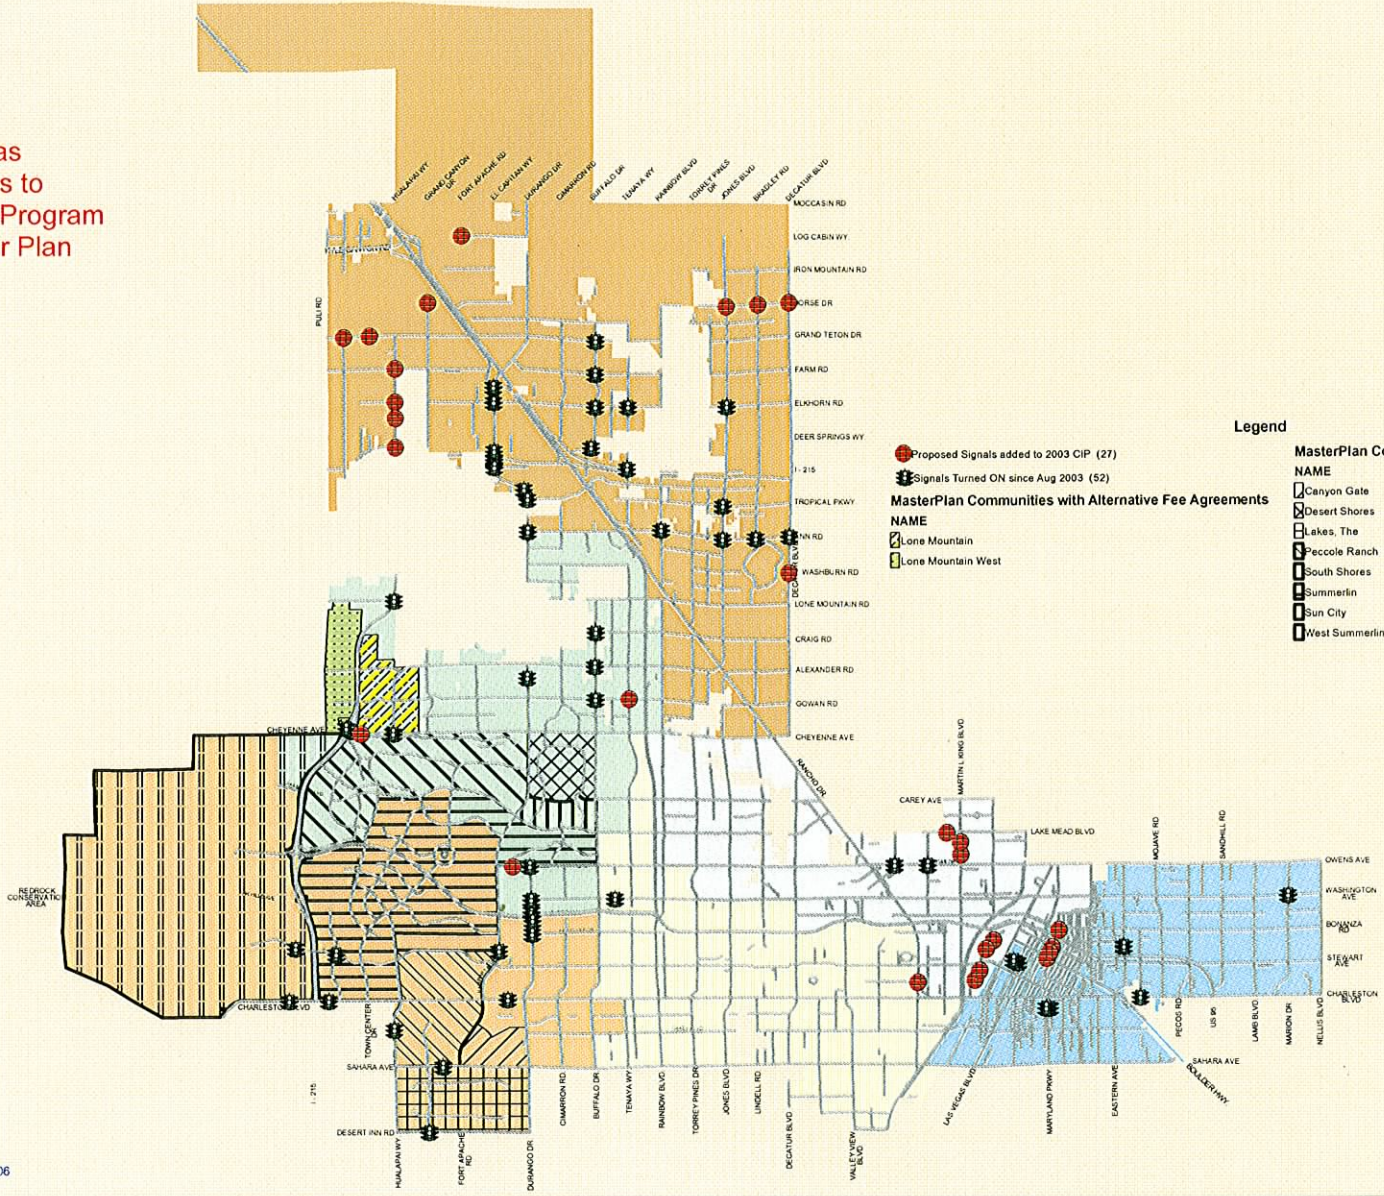 as
s to
Program
r Plan
HUALAPAI WY
GRAND CANYON
DR
FORT APACHE RD
EL CAPITAN WY
DURANGO DR
CIMARRON RD
BUFFALO DR
TENAYA WY
RAINBOW BLVD
TORREY PINES
DR
JONES BLVD
BRADLEY RD
DECATUR BLVD
MOCCASIN RD
LOG CABIN WY
IRON MOUNTAIN RD
ORSE DR
PULI RD
GRAND TETON DR
FARM RD
ELKHORN RD
DEER SPRINGS WY
I - 215
TROPICAL PKWY
NN RD
WASHBURN RD
LONE MOUNTAIN RD
CRAIG RD
ALEXANDER RD
GOWAN RD
CHEYENNE AVE
CHEYENNE AVE
Legend
Proposed Signals added to 2003 CIP (27)
Signals Turned ON since Aug 2003 (52)
MasterPlan Communities with Alternative Fee Agreements
NAME
Lone Mountain
Lone Mountain West
MasterPlan Co
NAME
Canyon Gate
Desert Shores
Lakes, The
Peccole Ranch
South Shores
Summerlin
Sun City
West Summerlin
RANCHO DR
MARTIN L KING BLVD
CAREY AVE
LAKE MEAD BLVD
MOJAVE RD
SANDHILL RD
OWENS AVE
WASHINGTON
AVE
BONANZA
RD
STEWART
AVE
CHARLESTON
BLVD
REDROCK
CONSERVATIO
AREA
CHARLESTON BLVD
TOWN CENTER
DR
SAHARA AVE
I - 215
DESERT INN RD
HUALAPAI WY
FORT APACHE
RD
DURANGO DR
CIMARRON RD
BUFFALO DR
TENAYA WY
RAINBOW BLVD
TORREY PINES DR
JONES BLVD
LINDELL RD
DECATUR BLVD
VALLEY VIEW
BLVD
LAS VEGAS BLVD
MARYLAND PKWY
EASTERN AVE
BOULDER HWY
SAHARA AVE
PECOS RD
US 95
LAMB BLVD
MARION DR
NELLIS BLVD
06